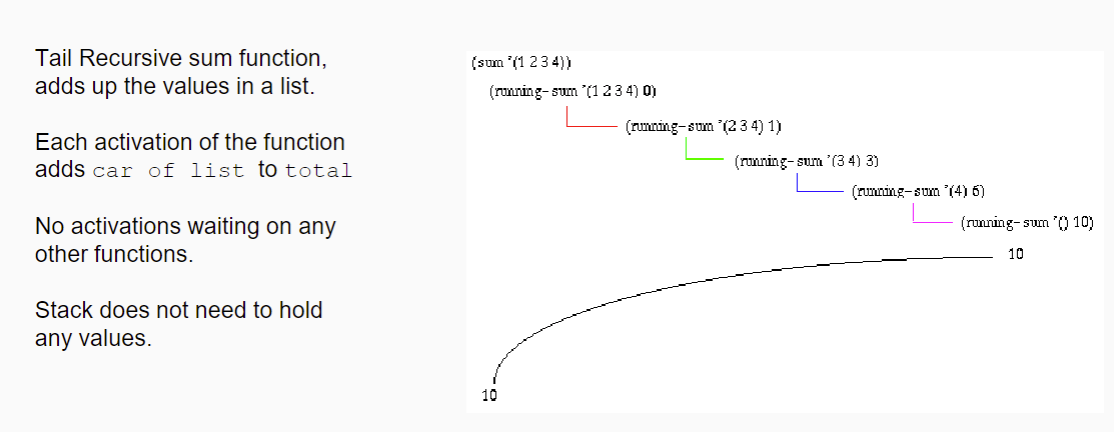 Tail Recursive sum function,
adds up the values in a list.
Each activation of the function
adds car of list to total
No activations waiting on any
other functions.
Stack does not need to hold
any values.
(sum '(1 2 3 4))
(running-sum '(1 2 3 4) 0)
(running-sum '(2 3 4) 1)
(running-sum '(3 4) 3)
(running-sum '(4) 6)
(running-sum '() 10)
10
10